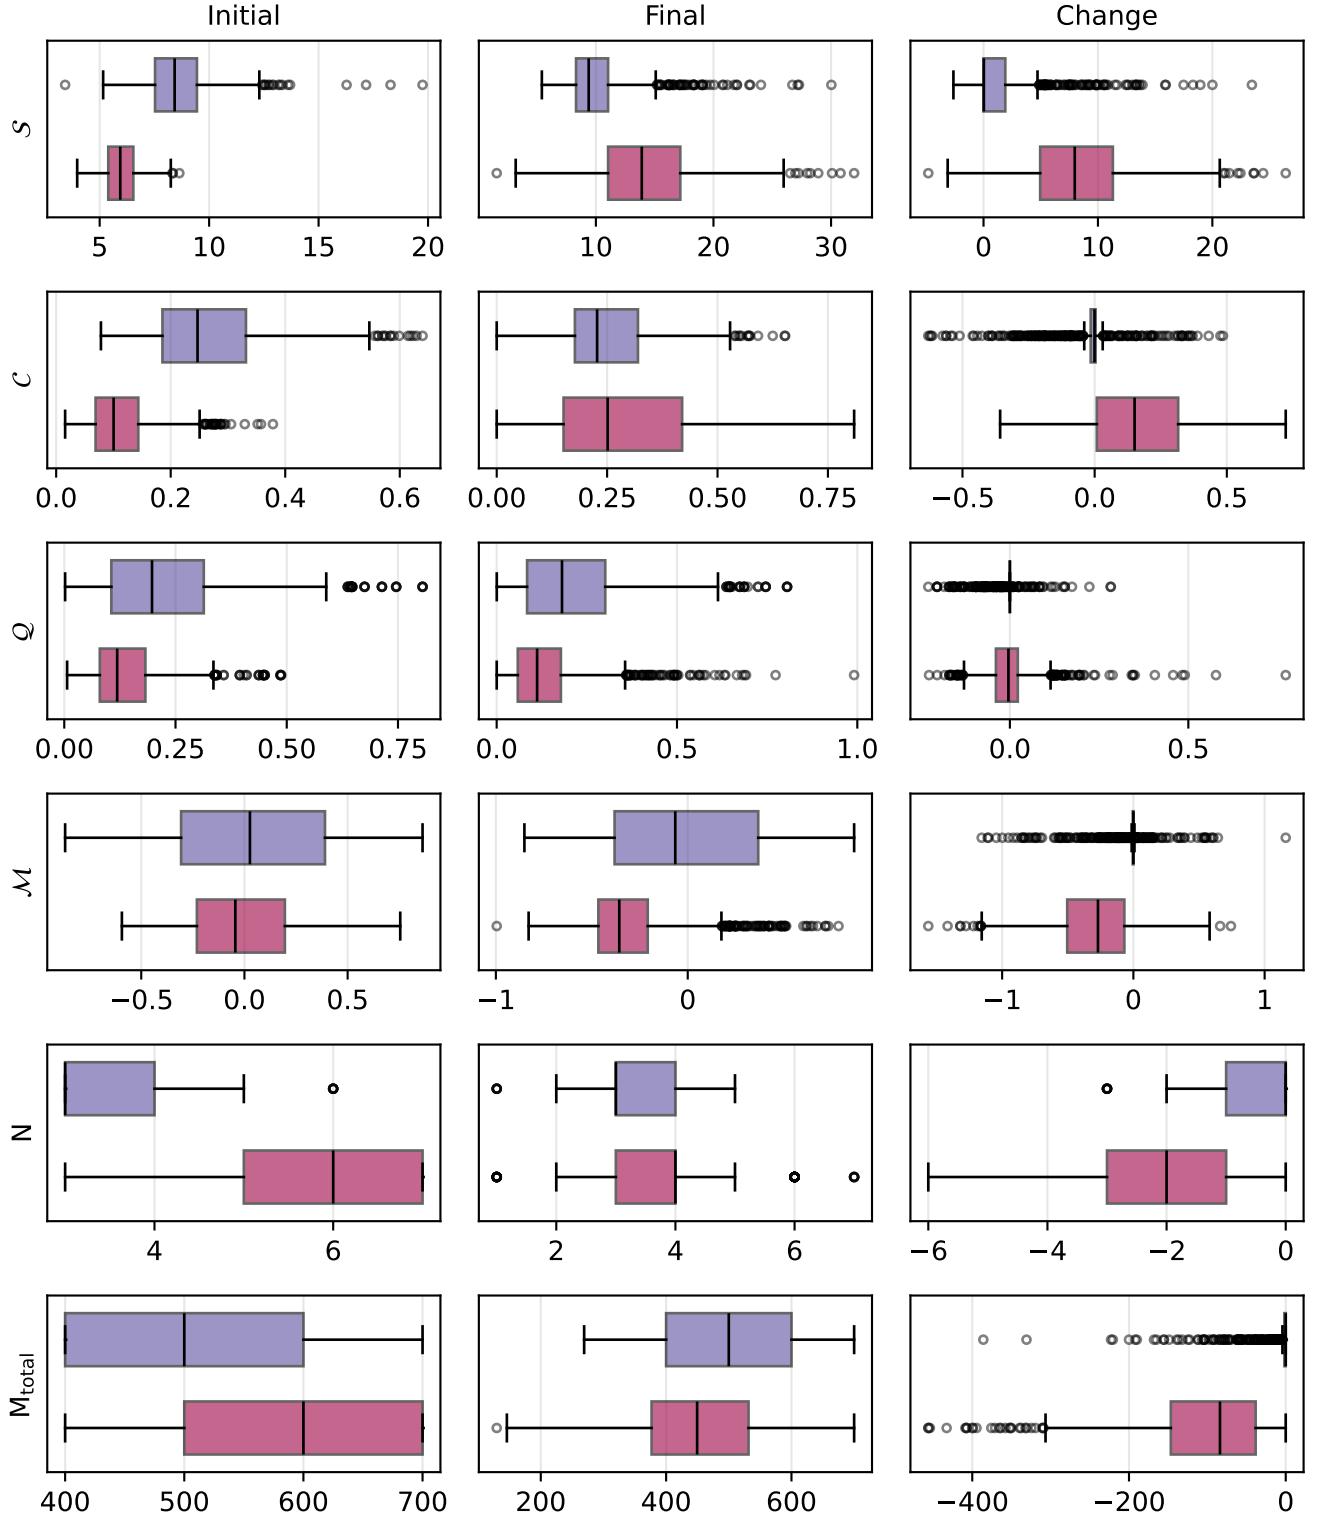 Initial Final Change
𝒮
5 10 15 20 10 20 30 0 10 20
𝒞
0.0 0.2 0.4 0.6 0.00 0.25 0.50 0.75 −0.5 0.0 0.5
𝒬
0.00 0.25 0.50 0.75 0.0 0.5 1.0 0.0 0.5
ℳ
−0.5 0.0 0.5 −1 0 −1 0 1
N
4 6 2 4 6 −6 −4 −2 0
M_total
400 500 600 700 200 400 600 −400 −200 0